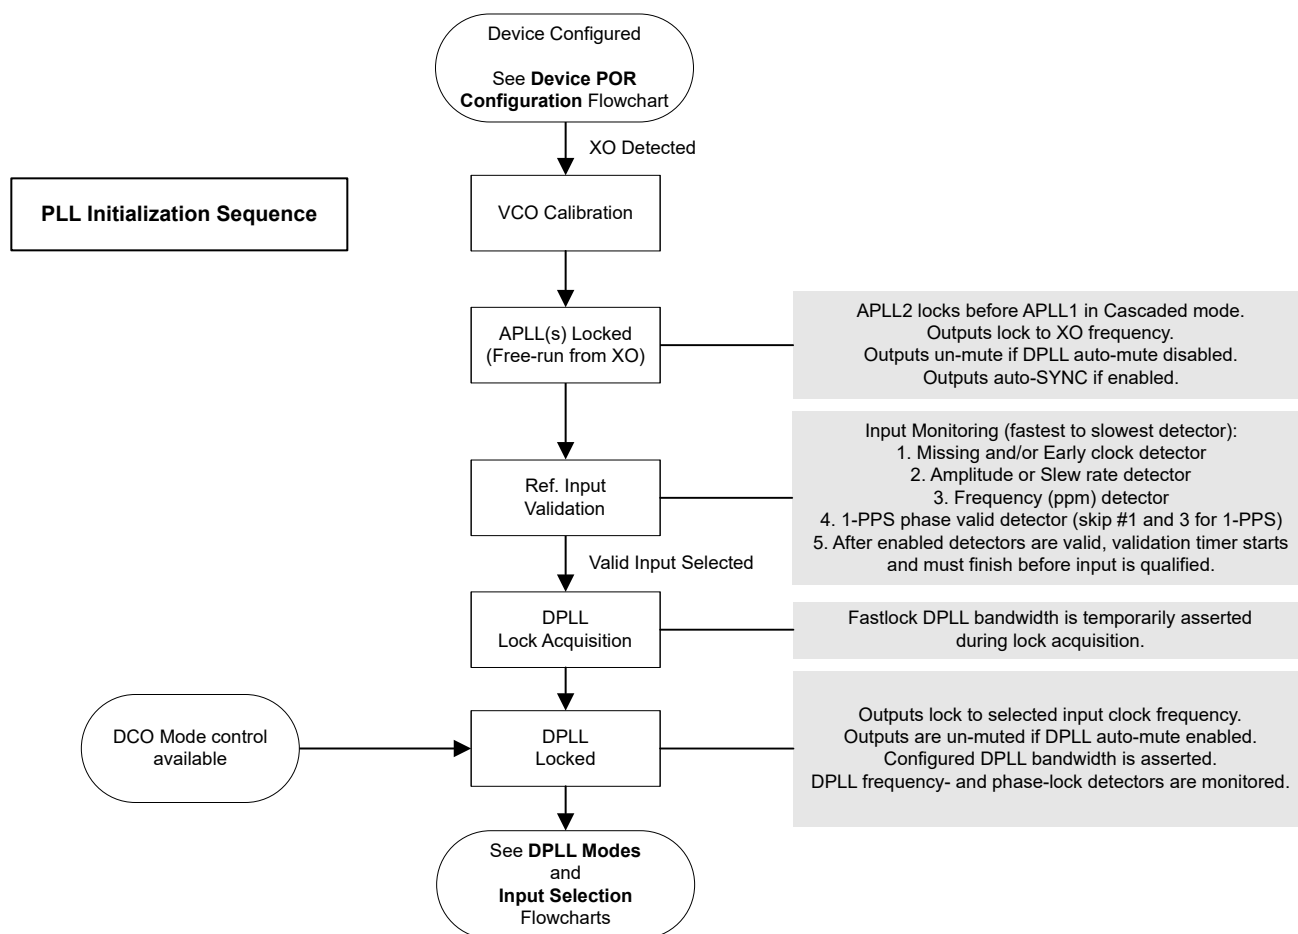 Device Configured
See Device POR
Configuration Flowchart
XO Detected
PLL Initialization Sequence
VCO Calibration
APLL(s) Locked
(Free-run from XO)
APLL2 locks before APLL1 in Cascaded mode.
Outputs lock to XO frequency.
Outputs un-mute if DPLL auto-mute disabled.
Outputs auto-SYNC if enabled.
Ref. Input
Validation
Input Monitoring (fastest to slowest detector):
1. Missing and/or Early clock detector
2. Amplitude or Slew rate detector
3. Frequency (ppm) detector
4. 1-PPS phase valid detector (skip #1 and 3 for 1-PPS)
5. After enabled detectors are valid, validation timer starts
and must finish before input is qualified.
Valid Input Selected
DPLL
Lock Acquisition
Fastlock DPLL bandwidth is temporarily asserted
during lock acquisition.
DCO Mode control
available
DPLL
Locked
Outputs lock to selected input clock frequency.
Outputs are un-muted if DPLL auto-mute enabled.
Configured DPLL bandwidth is asserted.
DPLL frequency- and phase-lock detectors are monitored.
See DPLL Modes
and
Input Selection
Flowcharts